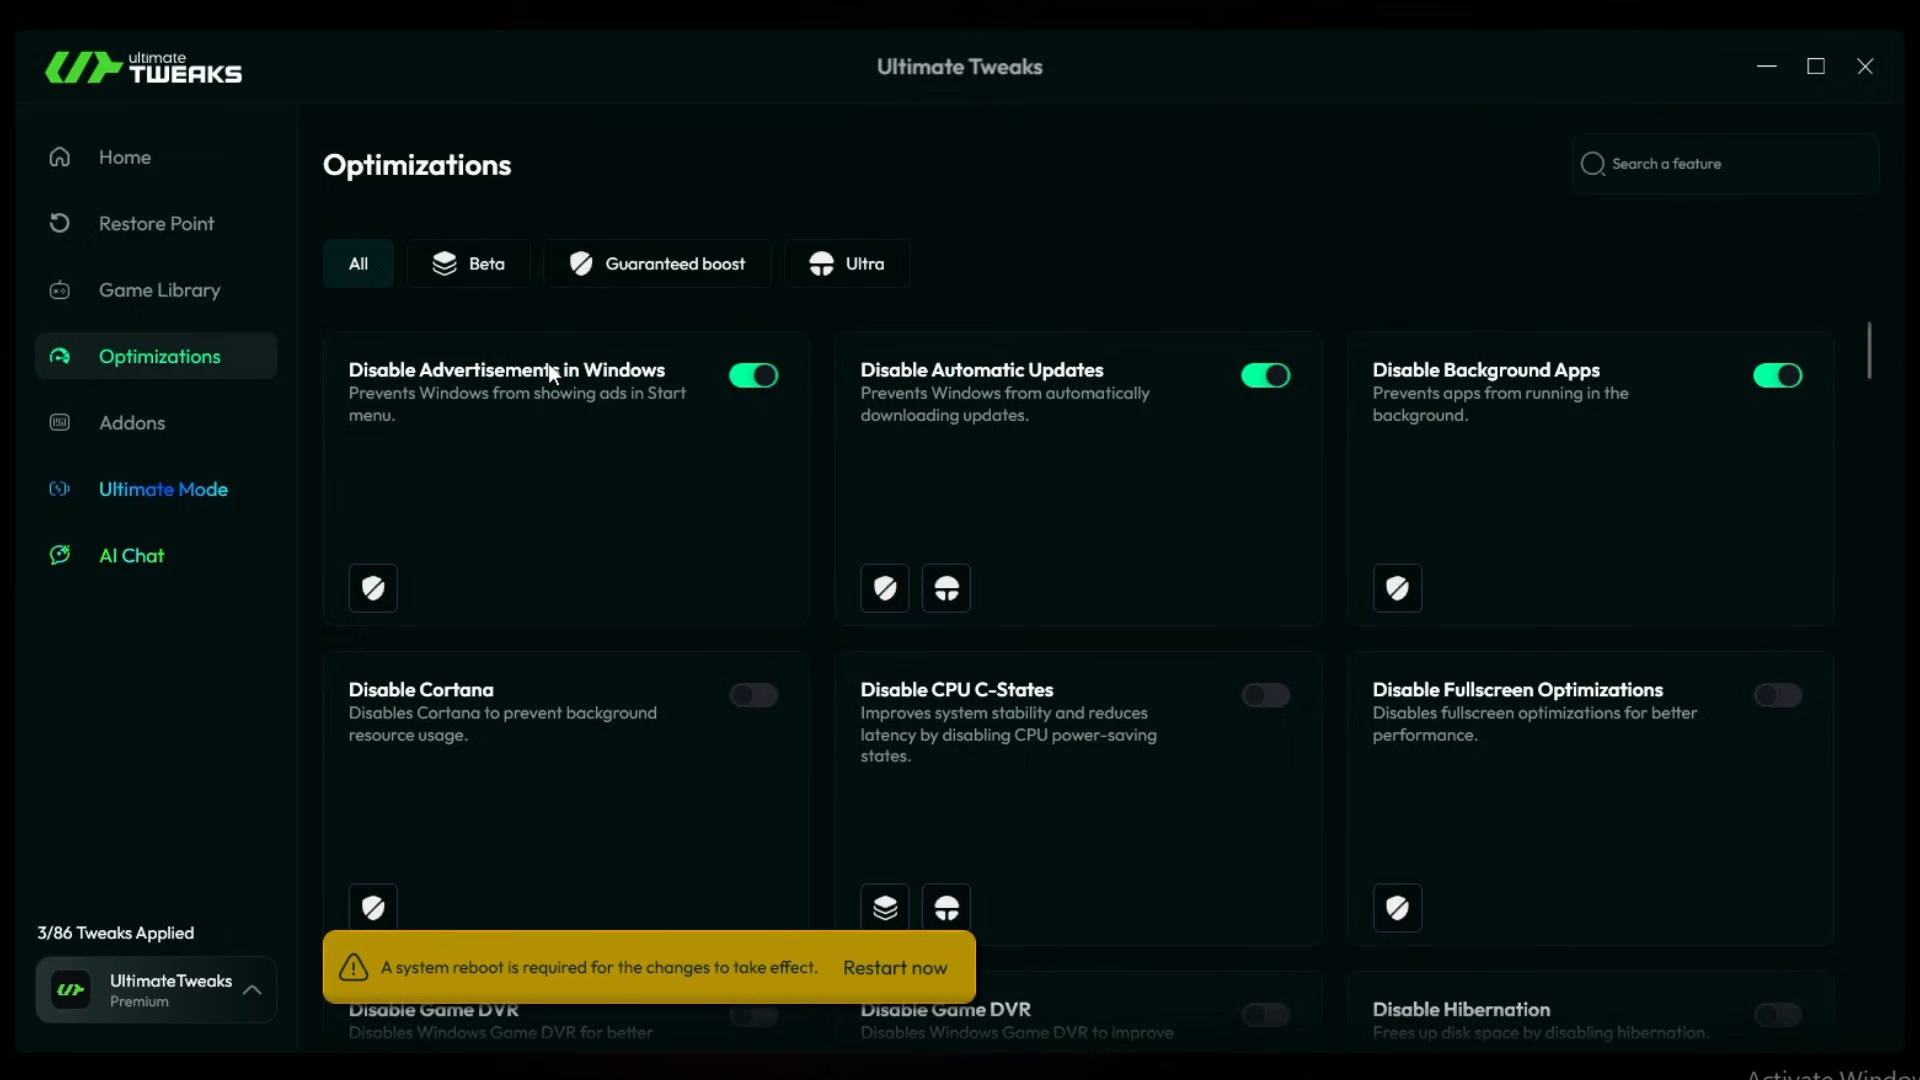 ultimate
TWEAKS
Ultimate Tweaks
Home
Restore Point
Game Library
Optimizations
Addons
Ultimate Mode
AI Chat
3/86 Tweaks Applied
UltimateTweaks
Premium
Optimizations
Search a feature
All
Beta
Guaranteed boost
Ultra
Disable Advertisements in Windows
Prevents Windows from showing ads in Start
menu.
Disable Automatic Updates
Prevents Windows from automatically
downloading updates.
Disable Background Apps
Prevents apps from running in the
background.
Disable Cortana
Disables Cortana to prevent background
resource usage.
Disable CPU C-States
Improves system stability and reduces
latency by disabling CPU power-saving
states.
Disable Fullscreen Optimizations
Disables fullscreen optimizations for better
performance.
A system reboot is required for the changes to take effect. Restart now
Disable Game DVR
Disables Windows Game DVR for better
Disable Game DVR
Disables Windows Game DVR to improve
Disable Hibernation
Frees up disk space by disabling hibernation.
Activate Window